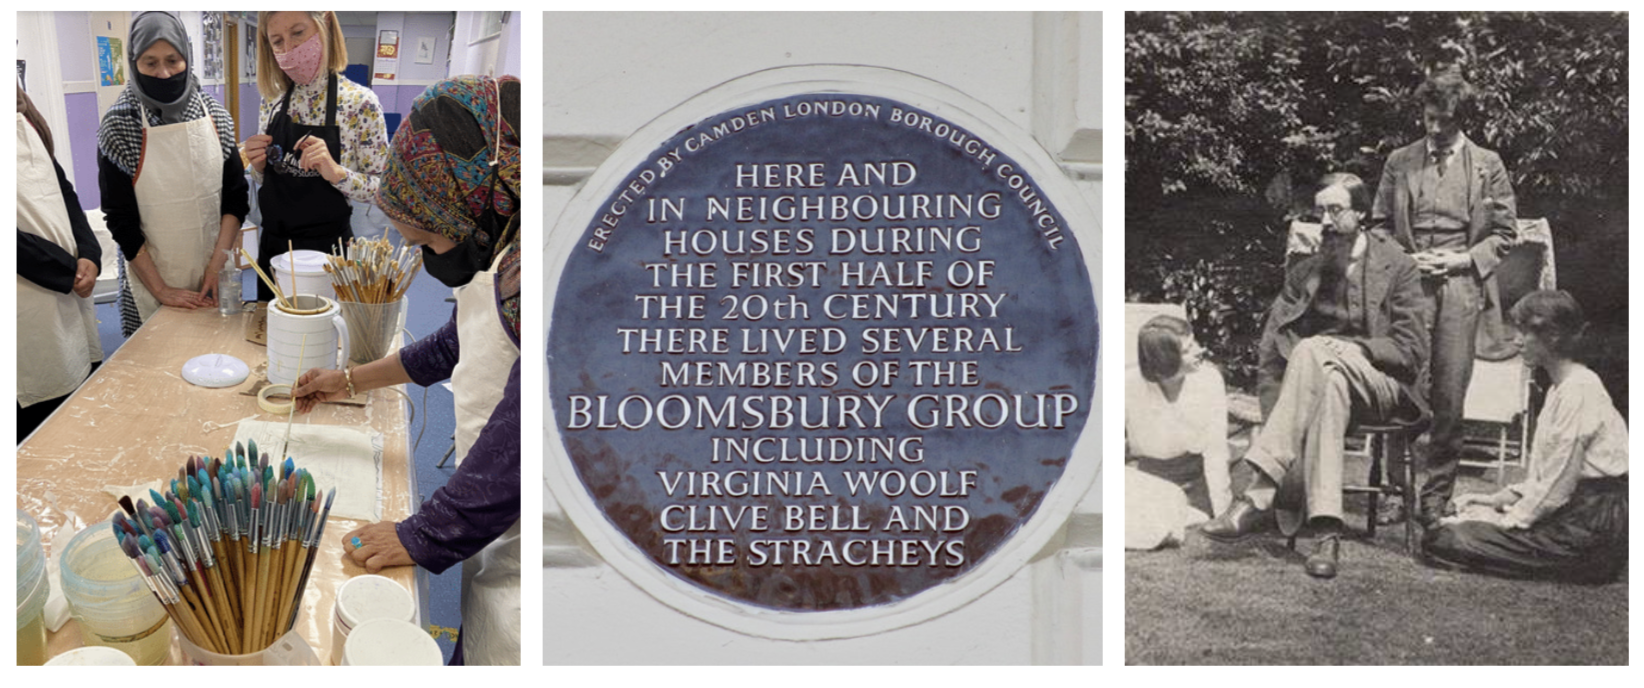 ERECTED BY CAMDEN LONDON BOROUGH COUNCIL
HERE AND
IN NEIGHBOURING
HOUSES DURING
THE FIRST HALF OF
THE 20th CENTURY
THERE LIVED SEVERAL
MEMBERS OF THE
BLOOMSBURY GROUP
INCLUDING
VIRGINIA WOOLF
CLIVE BELL AND
THE STRACHEYS